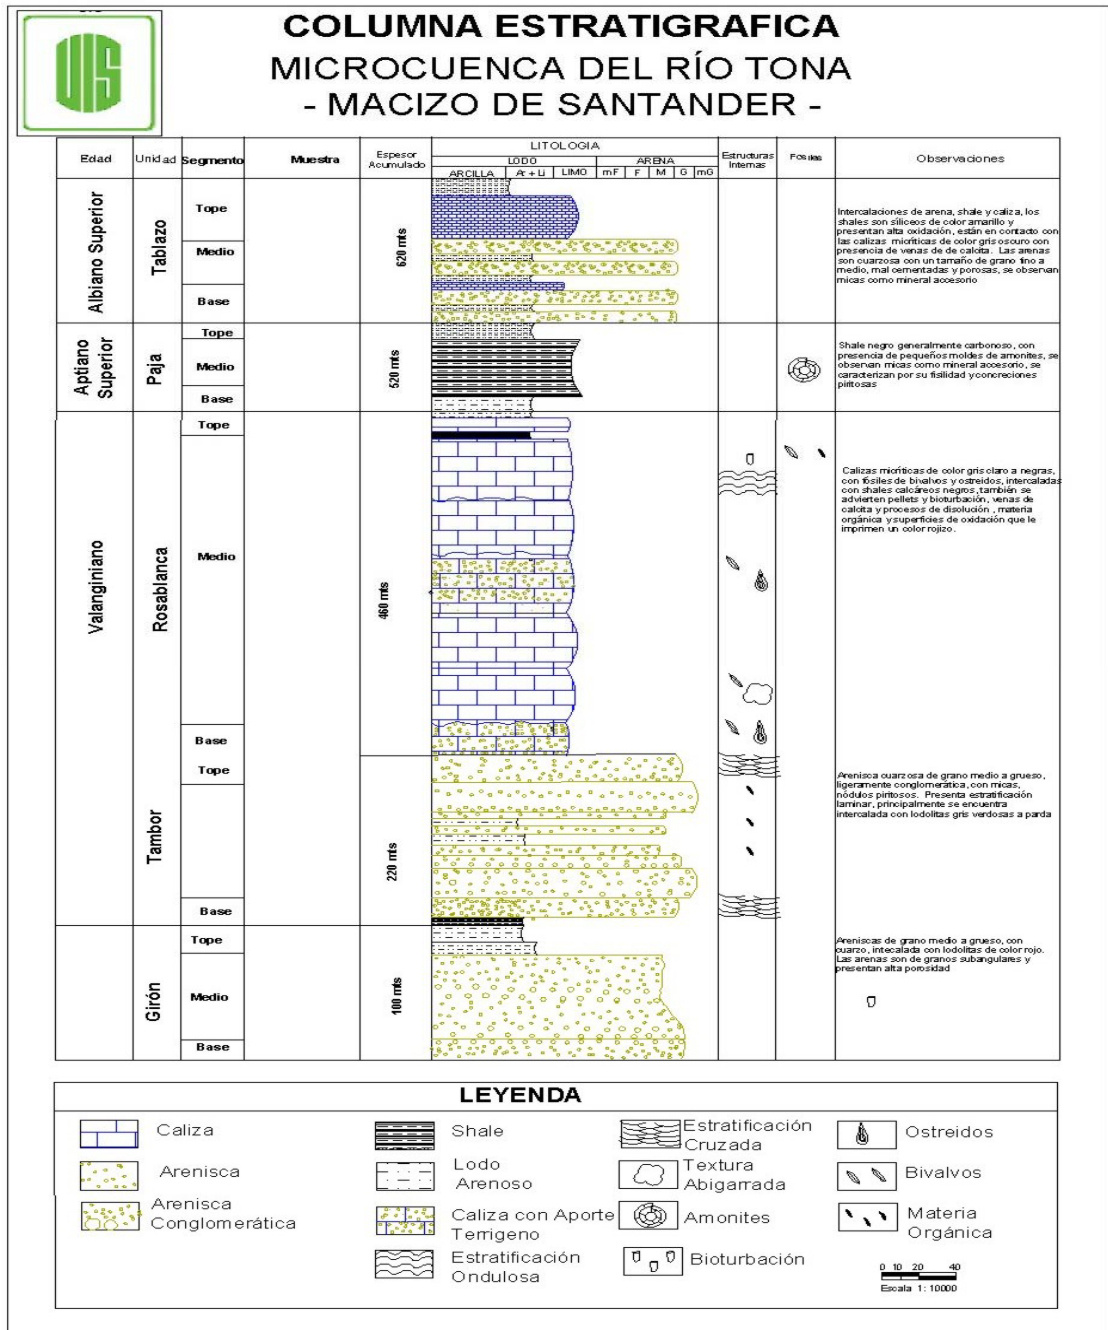 UIS
COLUMNA ESTRATIGRAFICA
MICROCUENCA DEL RÍO TONA
- MACIZO DE SANTANDER -
Edad
Unidad
Segmento
Muestra
Espesor
Acumulado
LITOLOGIA
LODO
ARENA
ARCILLA
Ar + Li
LIMO
mF
F
M
G
mG
Estructuras
Internas
Fosiles
Observaciones
Albiano Superior
Tablazo
Tope
Medio
Base
620 mts
Intercalaciones de arena, shale y caliza, los
shales son silíceos de color amarillo y
presentan alta oxidación, están en contacto con
las calizas micríticas de color gris oscuro con
presencia de venas de de calcita. Las arenas
son cuarzosa con un tamaño de grano fino a
medio, mal cementadas y porosas, se observan
micas como mineral accesorio
Aptiano
Superior
Paja
Tope
Medio
Base
520 mts
Shale negro generalmente carbonoso, con
presencia de pequeños moldes de amonites, se
observan micas como mineral accesorio, se
caracterizan por su fisilidad y concreciones
piritosas
Valanginiano
Rosablanca
Tope
Medio
Base
460 mts
Calizas micríticas de color gris claro a negras,
con fósiles de bivalvos y ostreidos, intercaladas
con shales calcáreos negros, también se
advierten pellets y bioturbación, venas de
calcita y procesos de disolución , materia
orgánica y superficies de oxidación que le
imprimen un color rojizo.
Tambor
Tope
Base
220 mts
Arenisca cuarzosa de grano medio a grueso,
ligeramente conglomerática, con micas,
nódulos piritosos. Presenta estratificación
laminar, principalmente se encuentra
intercalada con lodolitas gris verdosas a parda
Girón
Tope
Medio
Base
100 mts
Areniscas de grano medio a grueso, con
cuarzo, intecalada con lodolitas de color rojo.
Las arenas son de granos subangulares y
presentan alta porosidad
LEYENDA
Caliza
Arenisca
Arenisca
Conglomerática
Shale
Lodo
Arenoso
Caliza con Aporte
Terrigeno
Estratificación
Ondulosa
Estratificación
Cruzada
Textura
Abigarrada
Amonites
Bioturbación
Ostreidos
Bivalvos
Materia
Orgánica
0 10 20 40
Escala 1: 10000